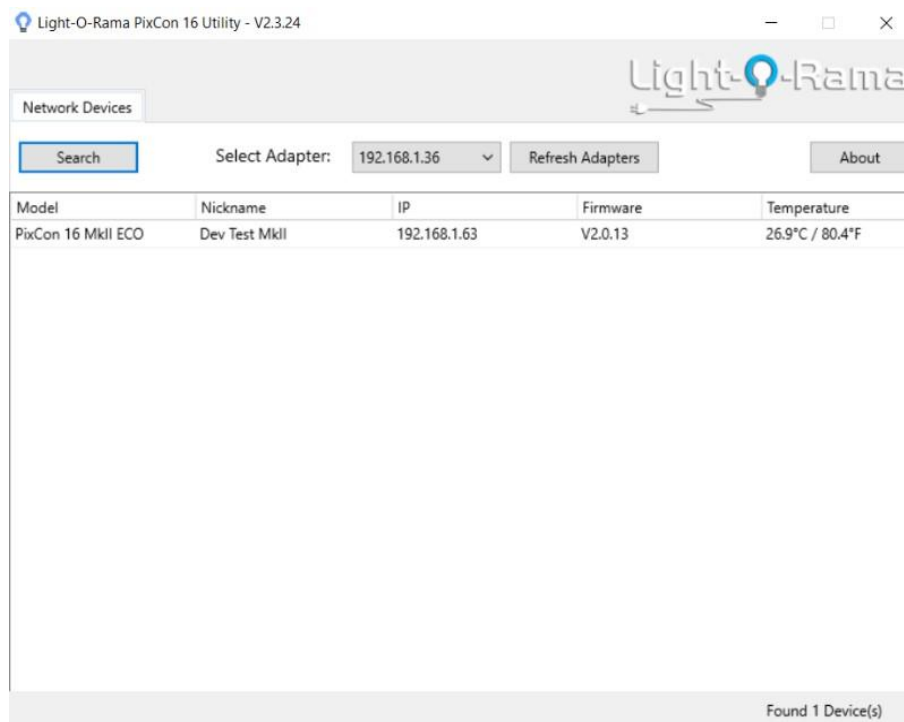 Light-O-Rama PixCon 16 Utility - V2.3.24
Light-O-Rama
Network Devices
Search Select Adapter: 192.168.1.36 Refresh Adapters About
Model Nickname IP Firmware Temperature
PixCon 16 MkII ECO Dev Test MkII 192.168.1.63 V2.0.13 26.9°C / 80.4°F
Found 1 Device(s)